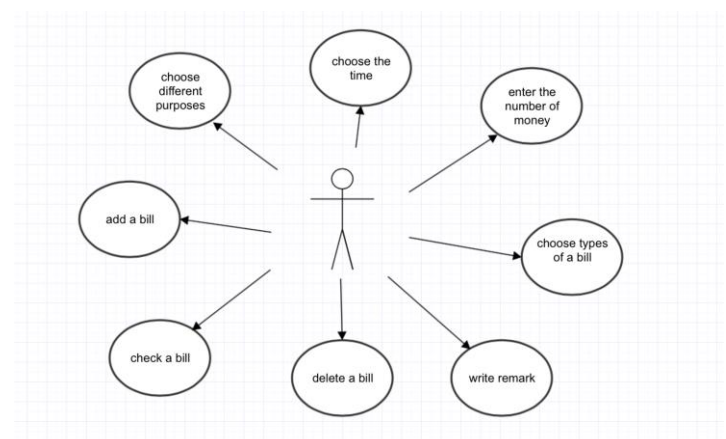 choose the
time
choose
different
purposes
enter the
number of
money
add a bill
choose types
of a bill
check a bill
delete a bill
write remark